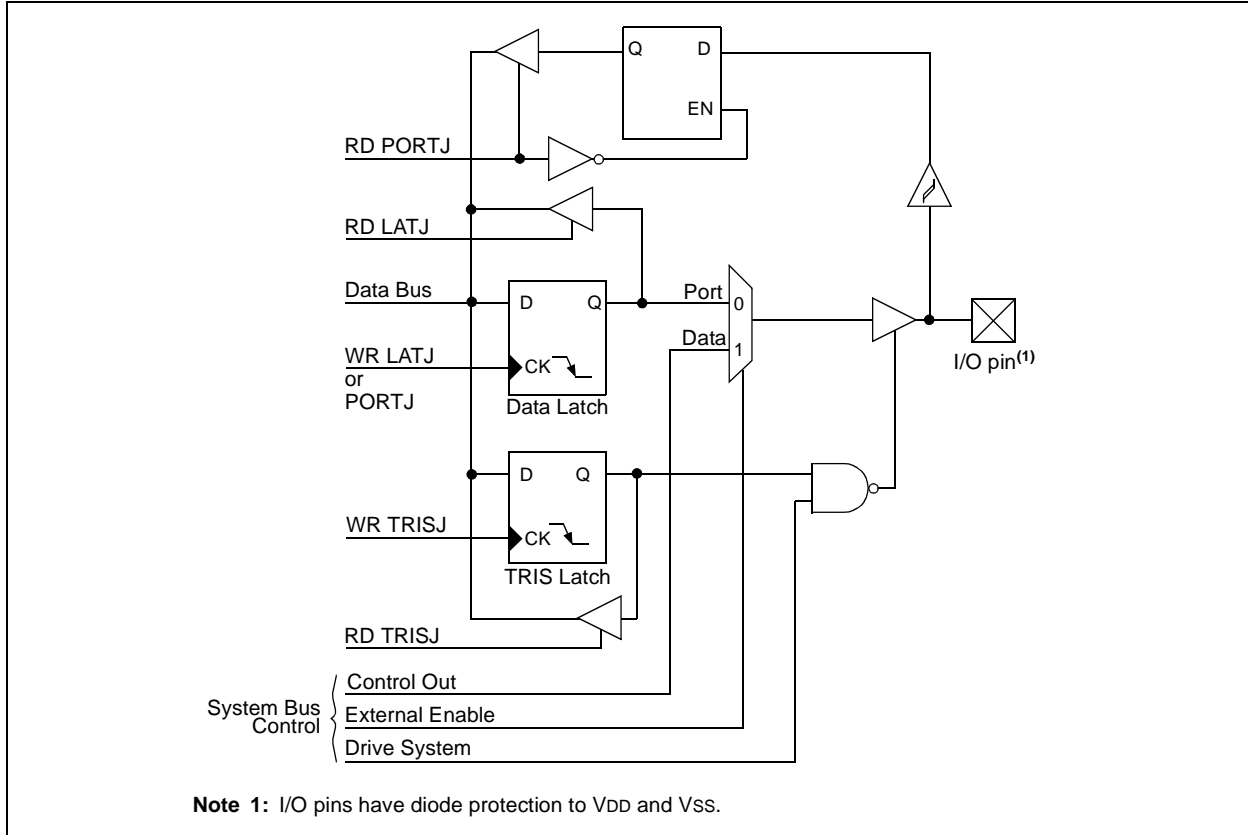 Q D
EN
RD PORTJ
RD LATJ
Data Bus
D Q
Port
0
Data
1
WR LATJ
or
PORTJ
CK
Data Latch
I/O pin(1)
D Q
WR TRISJ
CK
TRIS Latch
RD TRISJ
System Bus
Control
Control Out
External Enable
Drive System
Note 1: I/O pins have diode protection to VDD and VSS.